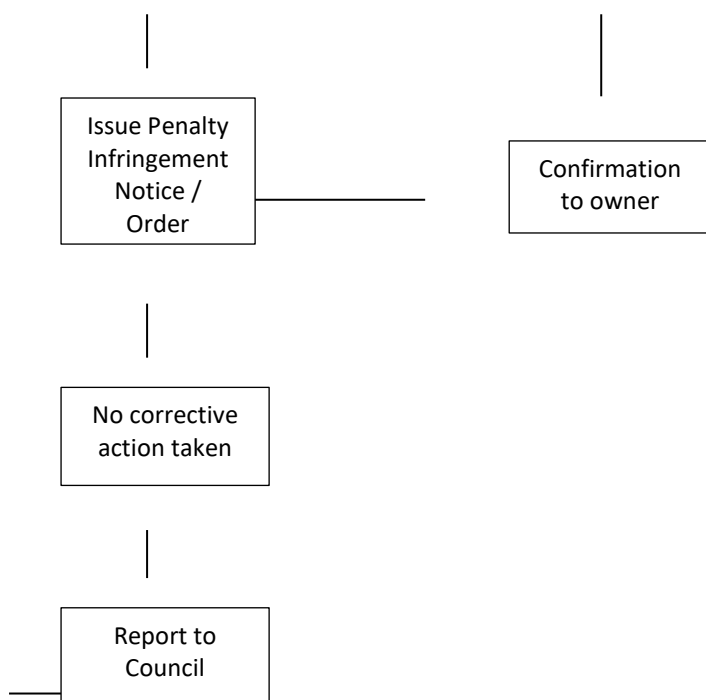 Issue Penalty
Infringement
Notice /
Order
Confirmation
to owner
No corrective
action taken
Report to
Council